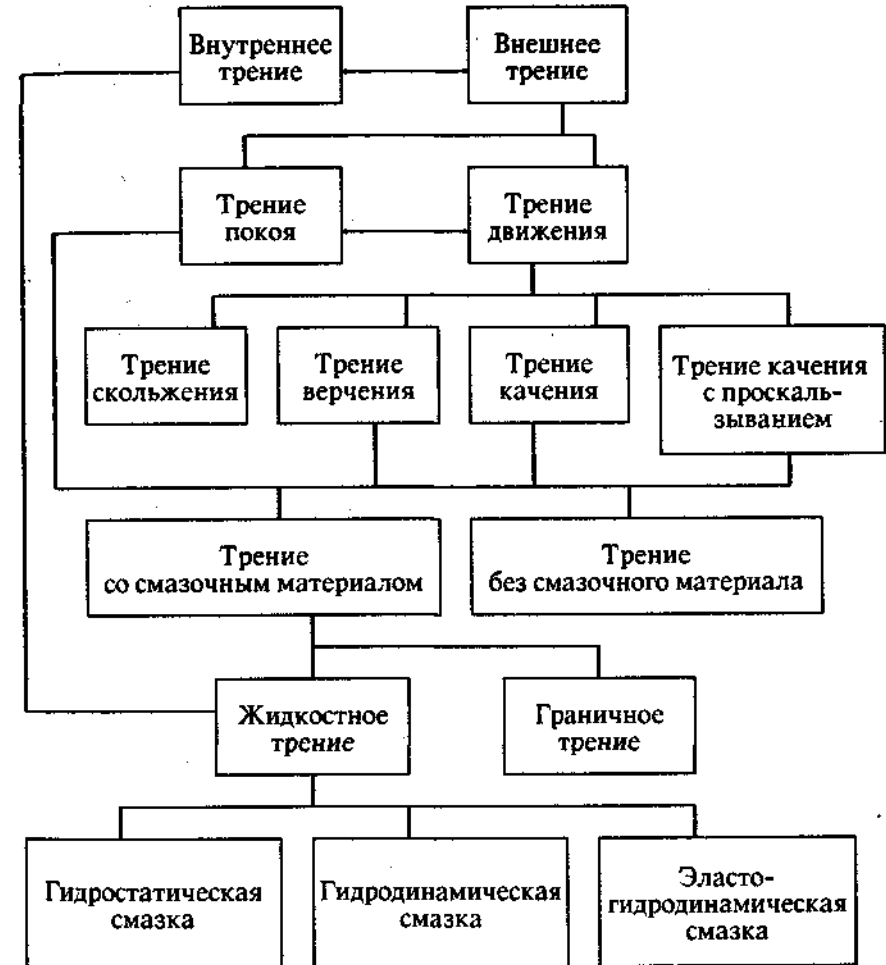 Внутреннее
трение
Внешнее
трение
Трение
покоя
Трение
движения
Трение
скольжения
Трение
верчения
Трение
качения
Трение качения
с проскаль-
зыванием
Трение
со смазочным материалом
Трение
без смазочного материала
Жидкостное
трение
Граничное
трение
Гидростатическая
смазка
Гидродинамическая
смазка
Эласто-
гидродинамическая
смазка